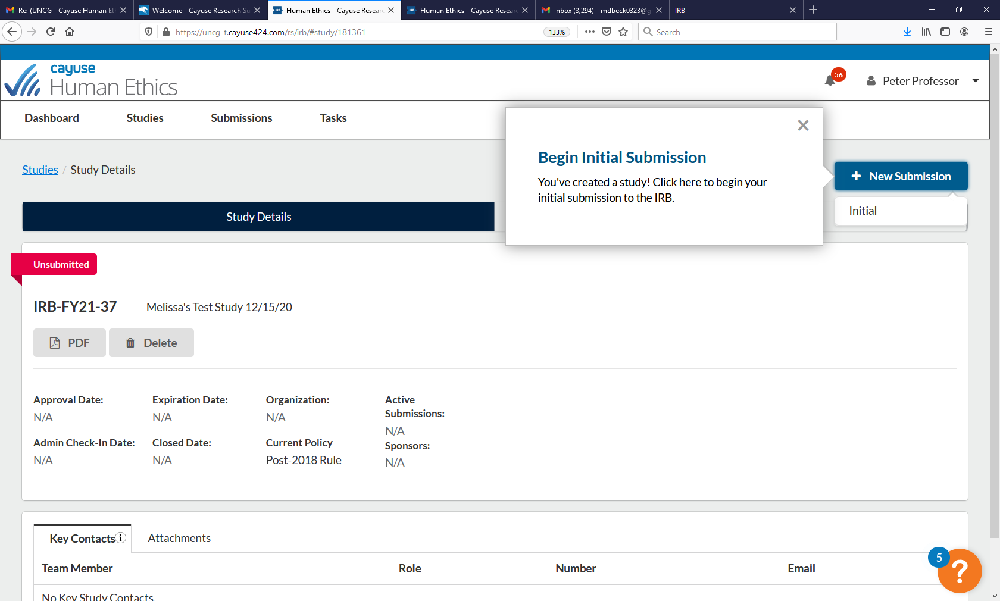 Re: (UNCG - Cayuse Human Et
Welcome - Cayuse Research Su
Human Ethics - Cayuse Researc
Human Ethics - Cayuse Researc
Inbox (3,294) - mdbeck0323@g
IRB
https://uncg-t.cayuse424.com/rs/irb/#study/181361
133%
Search
cayuse
Human Ethics
56
Peter Professor
Dashboard
Studies
Submissions
Tasks
Begin Initial Submission
You've created a study! Click here to begin your
initial submission to the IRB.
Studies / Study Details
New Submission
Initial
Study Details
Unsubmitted
IRB-FY21-37
Melissa's Test Study 12/15/20
PDF
Delete
Approval Date:
N/A
Expiration Date:
N/A
Organization:
N/A
Active
Submissions:
N/A
Admin Check-In Date:
N/A
Closed Date:
N/A
Current Policy
Post-2018 Rule
Sponsors:
N/A
Key Contacts
Attachments
Team Member
Role
Number
Email
No Key Study Contacts
5
?